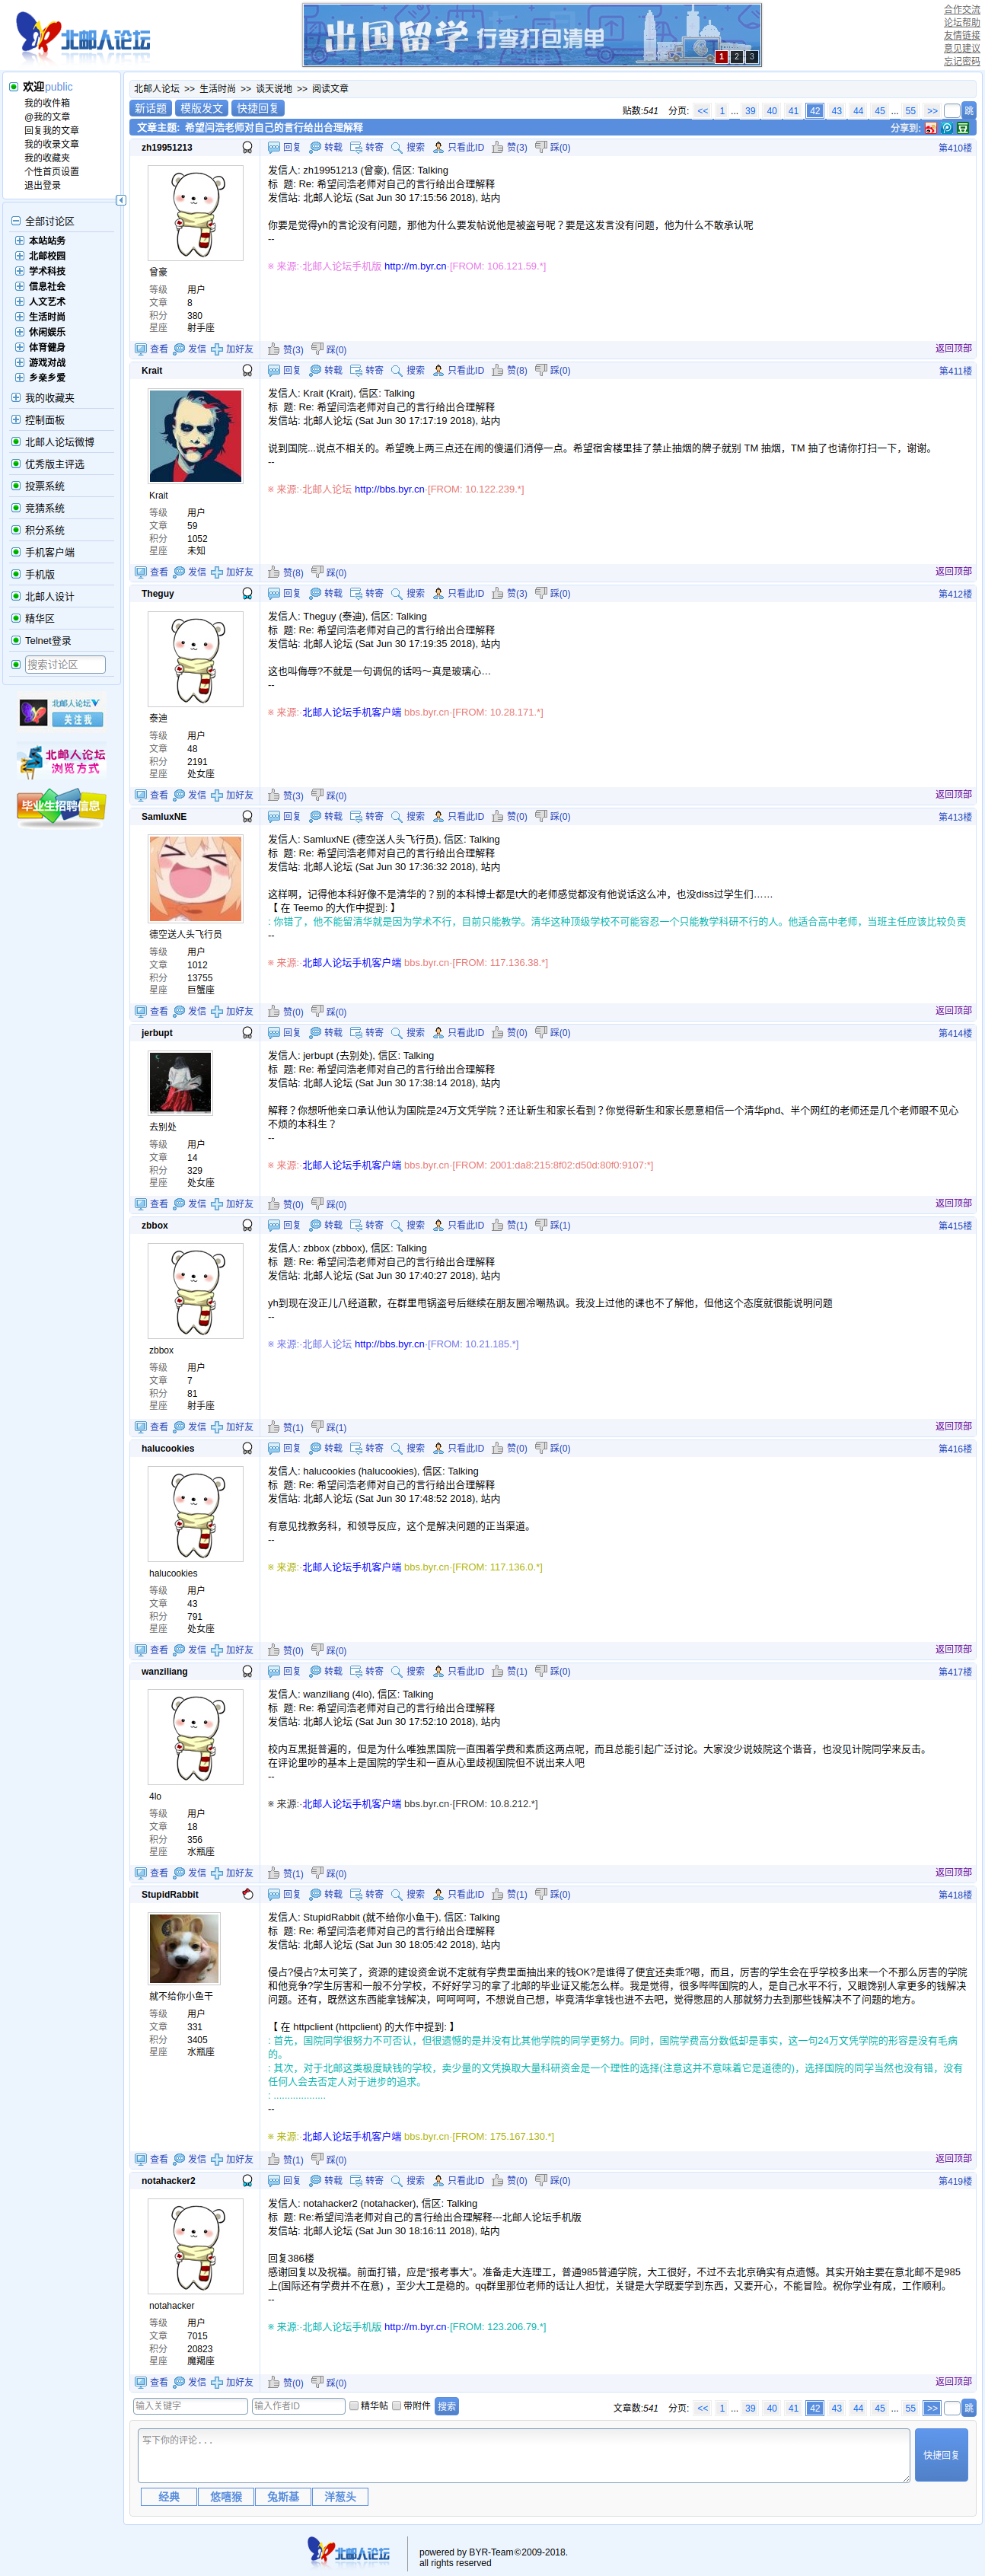 北邮人论坛
出国留学 行李打包清单
1 2 3
合作交流
论坛帮助
友情链接
意见建议
忘记密码
欢迎public
我的收件箱
@我的文章
回复我的文章
我的收录文章
我的收藏夹
个性首页设置
退出登录
全部讨论区
本站站务
北邮校园
学术科技
信息社会
人文艺术
生活时尚
休闲娱乐
体育健身
游戏对战
乡亲乡爱
我的收藏夹
控制面板
北邮人论坛微博
优秀版主评选
投票系统
竞猜系统
积分系统
手机客户端
手机版
北邮人设计
精华区
Telnet登录
搜索讨论区
北邮人论坛
关注我
北邮人论坛
浏览方式
毕业生招聘信息
北邮人论坛 >> 生活时尚 >> 谈天说地 >> 阅读文章
新话题 模版发文 快捷回复
贴数:541 分页: << 1 ... 39 40 41 42 43 44 45 ... 55 >> 跳
文章主题: 希望闫浩老师对自己的言行给出合理解释 分享到:
zh19951213 回复 转载 转寄 搜索 只看此ID 赞(3) 踩(0) 第410楼
曾豪
等级 用户
文章 8
积分 380
星座 射手座
发信人: zh19951213 (曾豪), 信区: Talking
标 题: Re: 希望闫浩老师对自己的言行给出合理解释
发信站: 北邮人论坛 (Sat Jun 30 17:15:56 2018), 站内
你要是觉得yh的言论没有问题，那他为什么要发帖说他是被盗号呢？要是这发言没有问题，他为什么不敢承认呢
--
※ 来源:·北邮人论坛手机版 http://m.byr.cn·[FROM: 106.121.59.*]
查看 发信 加好友 赞(3) 踩(0) 返回顶部
Krait 回复 转载 转寄 搜索 只看此ID 赞(8) 踩(0) 第411楼
Krait
等级 用户
文章 59
积分 1052
星座 未知
发信人: Krait (Krait), 信区: Talking
标 题: Re: 希望闫浩老师对自己的言行给出合理解释
发信站: 北邮人论坛 (Sat Jun 30 17:17:19 2018), 站内
说到国院...说点不相关的。希望晚上两三点还在闹的傻逼们消停一点。希望宿舍楼里挂了禁止抽烟的牌子就别 TM 抽烟，TM 抽了也请你打扫一下，谢谢。
--
※ 来源:·北邮人论坛 http://bbs.byr.cn·[FROM: 10.122.239.*]
查看 发信 加好友 赞(8) 踩(0) 返回顶部
Theguy 回复 转载 转寄 搜索 只看此ID 赞(3) 踩(0) 第412楼
泰迪
等级 用户
文章 48
积分 2191
星座 处女座
发信人: Theguy (泰迪), 信区: Talking
标 题: Re: 希望闫浩老师对自己的言行给出合理解释
发信站: 北邮人论坛 (Sat Jun 30 17:19:35 2018), 站内
这也叫侮辱?不就是一句调侃的话吗～真是玻璃心…
--
※ 来源:·北邮人论坛手机客户端 bbs.byr.cn·[FROM: 10.28.171.*]
查看 发信 加好友 赞(3) 踩(0) 返回顶部
SamluxNE 回复 转载 转寄 搜索 只看此ID 赞(0) 踩(0) 第413楼
德空送人头飞行员
等级 用户
文章 1012
积分 13755
星座 巨蟹座
发信人: SamluxNE (德空送人头飞行员), 信区: Talking
标 题: Re: 希望闫浩老师对自己的言行给出合理解释
发信站: 北邮人论坛 (Sat Jun 30 17:36:32 2018), 站内
这样啊，记得他本科好像不是清华的？别的本科博士都是t大的老师感觉都没有他说话这么冲，也没diss过学生们……
【 在 Teemo 的大作中提到: 】
: 你错了，他不能留清华就是因为学术不行，目前只能教学。清华这种顶级学校不可能容忍一个只能教学科研不行的人。他适合高中老师，当班主任应该比较负责
--
※ 来源:·北邮人论坛手机客户端 bbs.byr.cn·[FROM: 117.136.38.*]
查看 发信 加好友 赞(0) 踩(0) 返回顶部
jerbupt 回复 转载 转寄 搜索 只看此ID 赞(0) 踩(0) 第414楼
去别处
等级 用户
文章 14
积分 329
星座 处女座
发信人: jerbupt (去别处), 信区: Talking
标 题: Re: 希望闫浩老师对自己的言行给出合理解释
发信站: 北邮人论坛 (Sat Jun 30 17:38:14 2018), 站内
解释？你想听他亲口承认他认为国院是24万文凭学院？还让新生和家长看到？你觉得新生和家长愿意相信一个清华phd、半个网红的老师还是几个老师眼不见心
不烦的本科生？
--
※ 来源:·北邮人论坛手机客户端 bbs.byr.cn·[FROM: 2001:da8:215:8f02:d50d:80f0:9107:*]
查看 发信 加好友 赞(0) 踩(0) 返回顶部
zbbox 回复 转载 转寄 搜索 只看此ID 赞(1) 踩(1) 第415楼
zbbox
等级 用户
文章 7
积分 81
星座 射手座
发信人: zbbox (zbbox), 信区: Talking
标 题: Re: 希望闫浩老师对自己的言行给出合理解释
发信站: 北邮人论坛 (Sat Jun 30 17:40:27 2018), 站内
yh到现在没正儿八经道歉，在群里甩锅盗号后继续在朋友圈冷嘲热讽。我没上过他的课也不了解他，但他这个态度就很能说明问题
--
※ 来源:·北邮人论坛 http://bbs.byr.cn·[FROM: 10.21.185.*]
查看 发信 加好友 赞(1) 踩(1) 返回顶部
halucookies 回复 转载 转寄 搜索 只看此ID 赞(0) 踩(0) 第416楼
halucookies
等级 用户
文章 43
积分 791
星座 处女座
发信人: halucookies (halucookies), 信区: Talking
标 题: Re: 希望闫浩老师对自己的言行给出合理解释
发信站: 北邮人论坛 (Sat Jun 30 17:48:52 2018), 站内
有意见找教务科，和领导反应，这个是解决问题的正当渠道。
--
※ 来源:·北邮人论坛手机客户端 bbs.byr.cn·[FROM: 117.136.0.*]
查看 发信 加好友 赞(0) 踩(0) 返回顶部
wanziliang 回复 转载 转寄 搜索 只看此ID 赞(1) 踩(0) 第417楼
4lo
等级 用户
文章 18
积分 356
星座 水瓶座
发信人: wanziliang (4lo), 信区: Talking
标 题: Re: 希望闫浩老师对自己的言行给出合理解释
发信站: 北邮人论坛 (Sat Jun 30 17:52:10 2018), 站内
校内互黑挺普遍的，但是为什么唯独黑国院一直围着学费和素质这两点呢，而且总能引起广泛讨论。大家没少说妓院这个谐音，也没见计院同学来反击。
在评论里吵的基本上是国院的学生和一直从心里歧视国院但不说出来人吧
--
※ 来源:·北邮人论坛手机客户端 bbs.byr.cn·[FROM: 10.8.212.*]
查看 发信 加好友 赞(1) 踩(0) 返回顶部
StupidRabbit 回复 转载 转寄 搜索 只看此ID 赞(1) 踩(0) 第418楼
就不给你小鱼干
等级 用户
文章 331
积分 3405
星座 水瓶座
发信人: StupidRabbit (就不给你小鱼干), 信区: Talking
标 题: Re: 希望闫浩老师对自己的言行给出合理解释
发信站: 北邮人论坛 (Sat Jun 30 18:05:42 2018), 站内
侵占?侵占?太可笑了，资源的建设资金说不定就有学费里面抽出来的钱OK?是谁得了便宜还卖乖?嗯，而且，厉害的学生会在乎学校多出来一个不那么厉害的学院
和他竞争?学生厉害和一般不分学校，不好好学习的拿了北邮的毕业证又能怎么样。我是觉得，很多哔哔国院的人，是自己水平不行，又眼馋别人拿更多的钱解决
问题。还有，既然这东西能拿钱解决，呵呵呵呵，不想说自己想，毕竟清华拿钱也进不去吧，觉得憋屈的人那就努力去到那些钱解决不了问题的地方。
【 在 httpclient (httpclient) 的大作中提到: 】
: 首先，国院同学很努力不可否认，但很遗憾的是并没有比其他学院的同学更努力。同时，国院学费高分数低却是事实，这一句24万文凭学院的形容是没有毛病
的。
: 其次，对于北邮这类极度缺钱的学校，卖少量的文凭换取大量科研资金是一个理性的选择(注意这并不意味着它是道德的)，选择国院的同学当然也没有错，没有
任何人会去否定人对于进步的追求。
: ...................
--
※ 来源:·北邮人论坛手机客户端 bbs.byr.cn·[FROM: 175.167.130.*]
查看 发信 加好友 赞(1) 踩(0) 返回顶部
notahacker2 回复 转载 转寄 搜索 只看此ID 赞(0) 踩(0) 第419楼
notahacker
等级 用户
文章 7015
积分 20823
星座 魔羯座
发信人: notahacker2 (notahacker), 信区: Talking
标 题: Re:希望闫浩老师对自己的言行给出合理解释---北邮人论坛手机版
发信站: 北邮人论坛 (Sat Jun 30 18:16:11 2018), 站内
回复386楼
感谢回复以及祝福。前面打错，应是“报考事大”。准备走大连理工，普通985普通学院，大工很好，不过不去北京确实有点遗憾。其实开始主要在意北邮不是985
上(国际还有学费并不在意) ，至少大工是稳的。qq群里那位老师的话让人担忧，关键是大学既要学到东西，又要开心，不能冒险。祝你学业有成，工作顺利。
--
※ 来源:·北邮人论坛手机版 http://m.byr.cn·[FROM: 123.206.79.*]
查看 发信 加好友 赞(0) 踩(0) 返回顶部
输入关键字 输入作者ID 精华帖 带附件 搜索
文章数:541 分页: << 1 ... 39 40 41 42 43 44 45 ... 55 >> 跳
写下你的评论...
快捷回复
经典 悠嘻猴 兔斯基 洋葱头
北邮人论坛
powered by BYR-Team©2009-2018.
all rights reserved